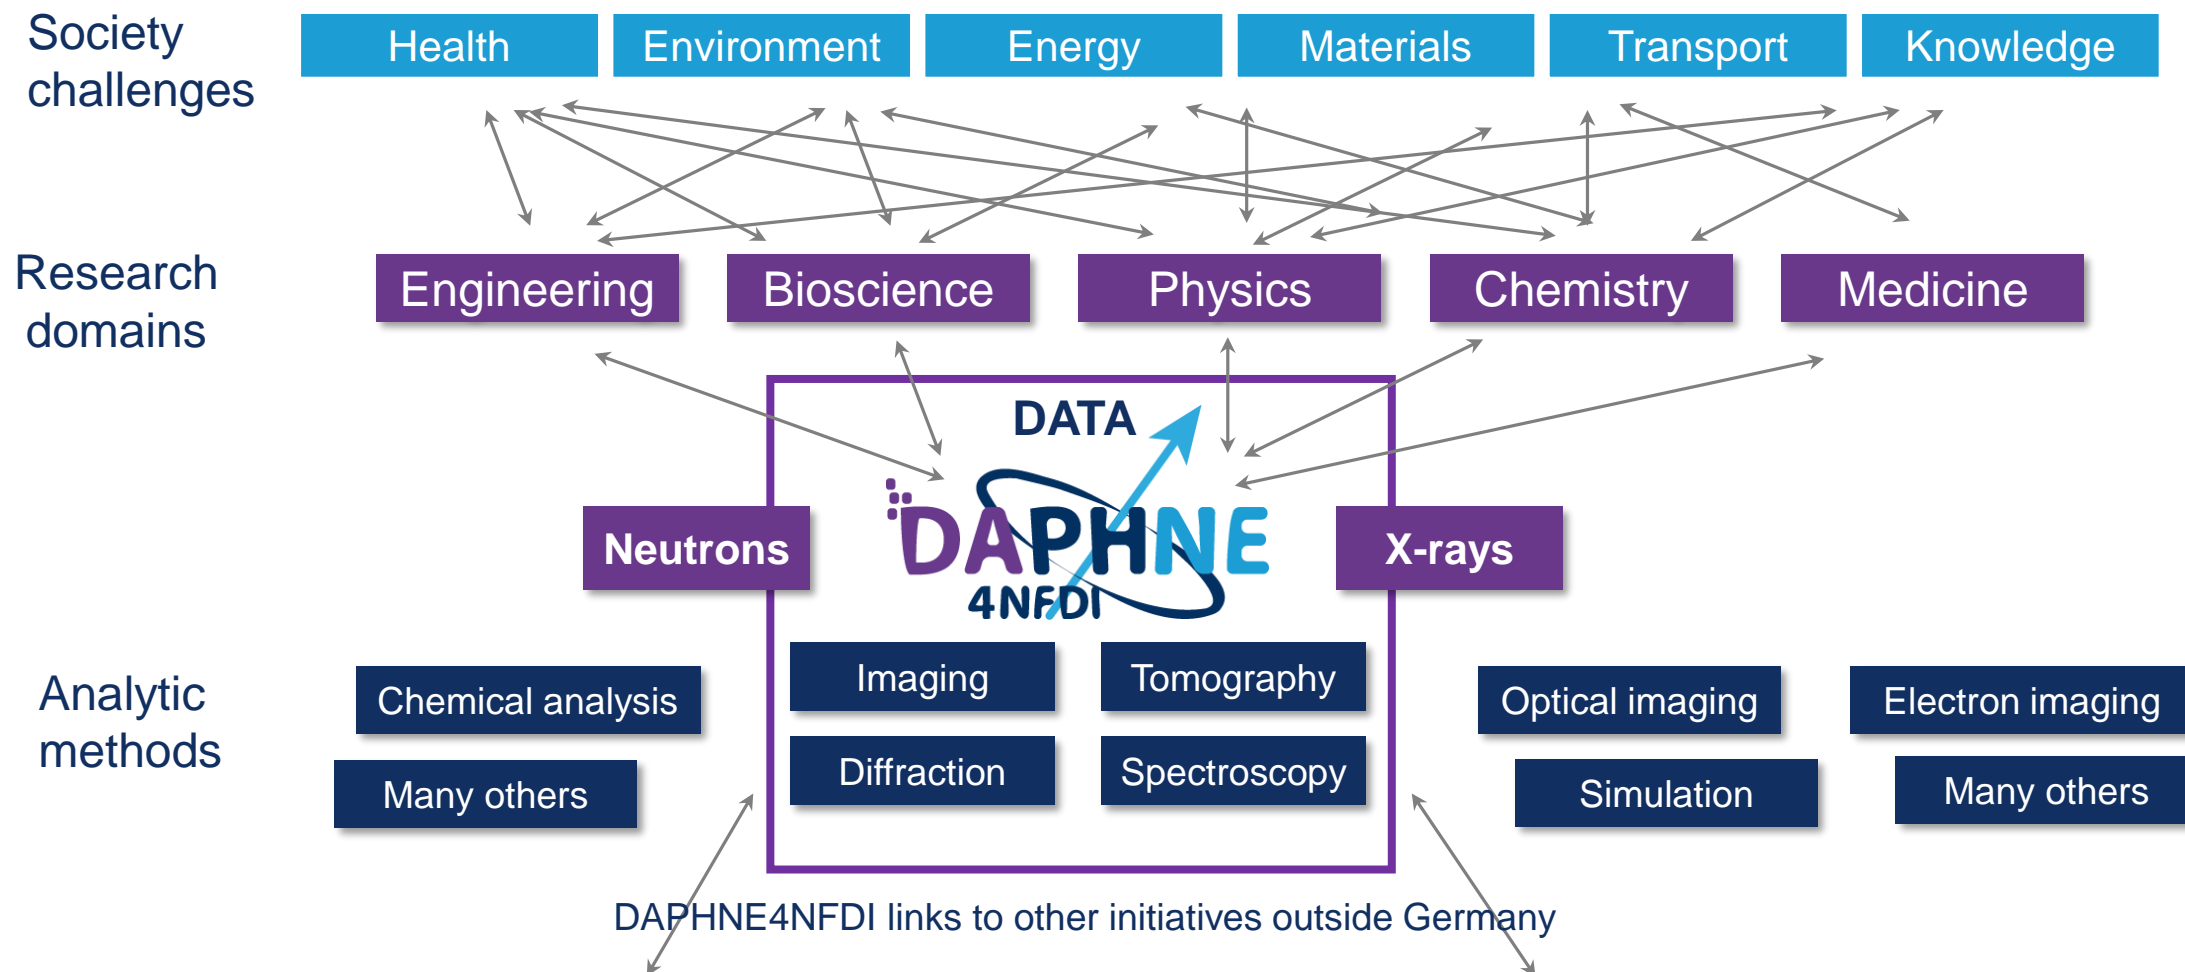 Society
challenges
Health
Environment
Energy
Materials
Transport
Knowledge
Research
domains
Engineering
Bioscience
Physics
Chemistry
Medicine
DATA
DAPHNE
4NFDI
Neutrons
X-rays
Analytic
methods
Chemical analysis
Many others
Imaging
Tomography
Diffraction
Spectroscopy
Optical imaging
Electron imaging
Simulation
Many others
DAPHNE4NFDI links to other initiatives outside Germany